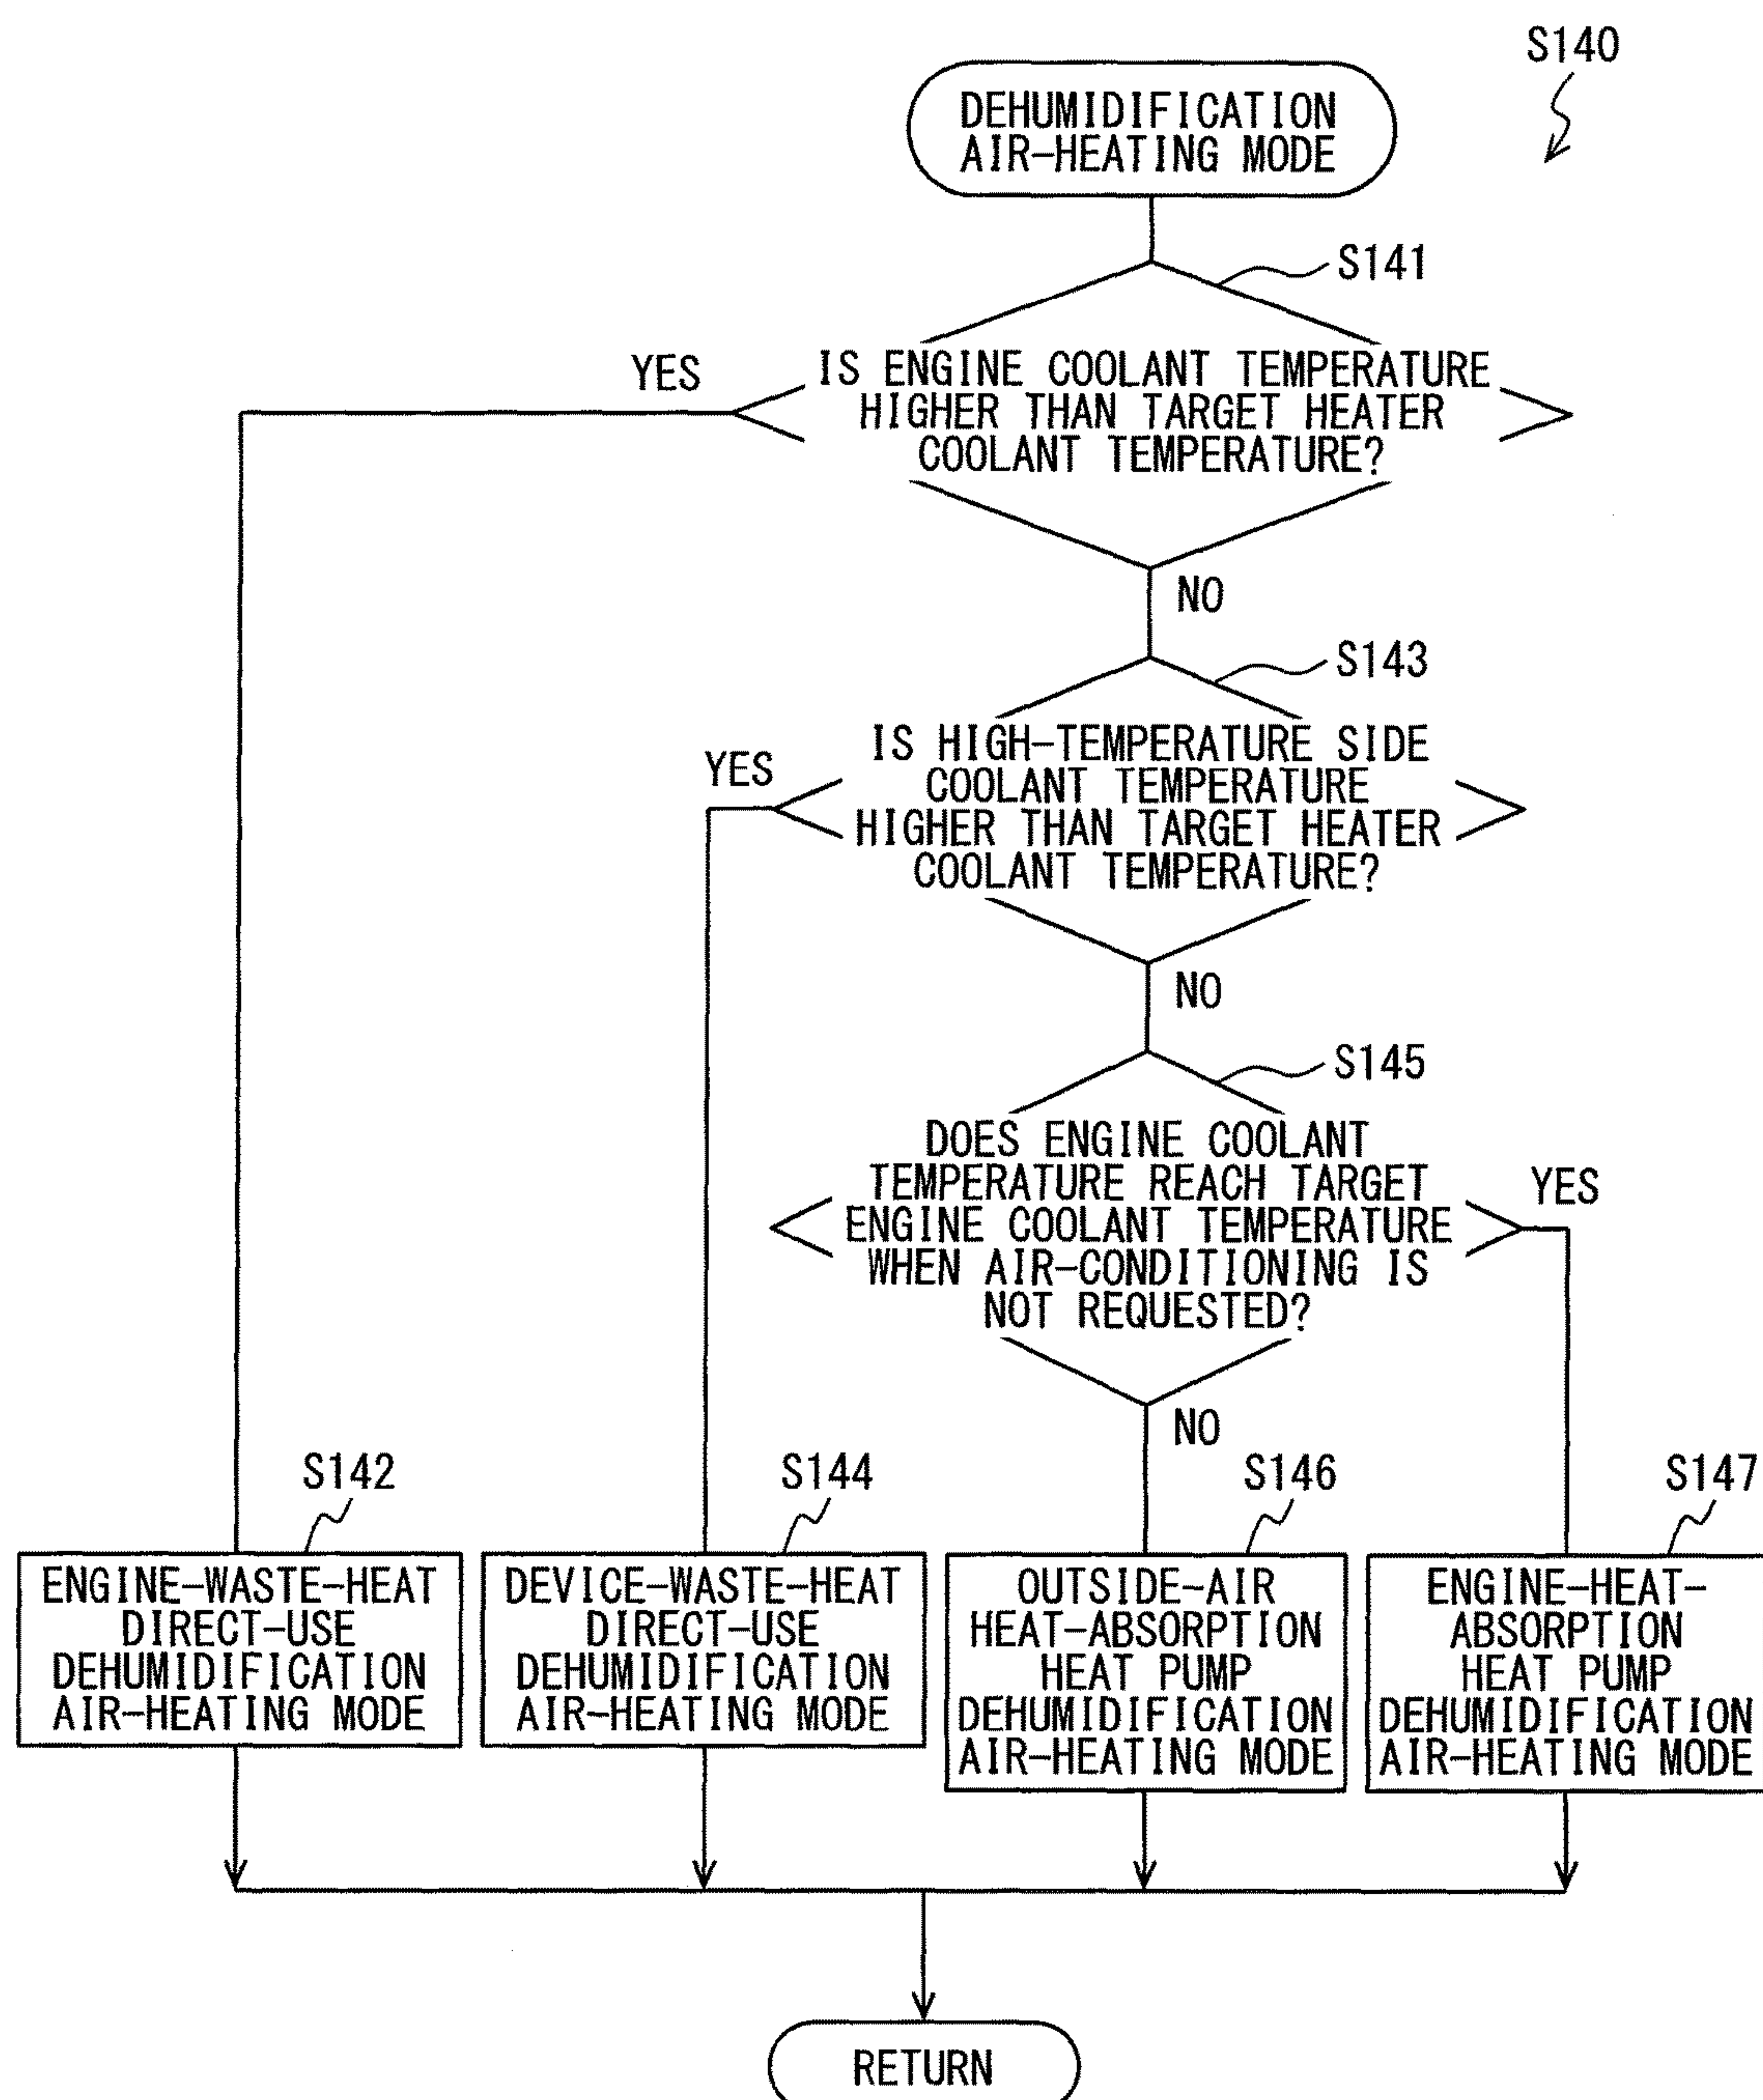 S140
DEHUMIDIFICATION
AIR-HEATING MODE
S141
YES
IS ENGINE COOLANT TEMPERATURE
HIGHER THAN TARGET HEATER
COOLANT TEMPERATURE?
NO
S143
YES
IS HIGH-TEMPERATURE SIDE
COOLANT TEMPERATURE
HIGHER THAN TARGET HEATER
COOLANT TEMPERATURE?
NO
S145
DOES ENGINE COOLANT
TEMPERATURE REACH TARGET
ENGINE COOLANT TEMPERATURE
WHEN AIR-CONDITIONING IS
NOT REQUESTED?
YES
NO
S142
ENGINE-WASTE-HEAT
DIRECT-USE
DEHUMIDIFICATION
AIR-HEATING MODE
S144
DEVICE-WASTE-HEAT
DIRECT-USE
DEHUMIDIFICATION
AIR-HEATING MODE
S146
OUTSIDE-AIR
HEAT-ABSORPTION
HEAT PUMP
DEHUMIDIFICATION
AIR-HEATING MODE
S147
ENGINE-HEAT-
ABSORPTION
HEAT PUMP
DEHUMIDIFICATION
AIR-HEATING MODE
RETURN